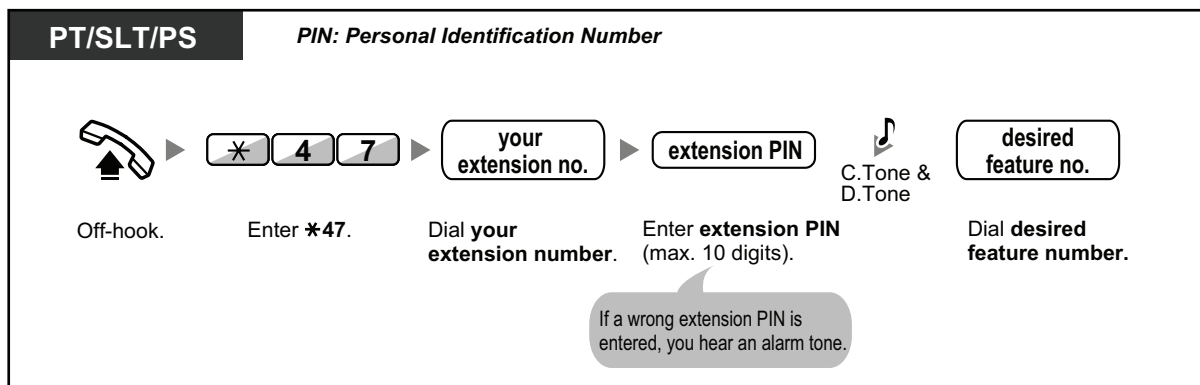 PT/SLT/PS
PIN: Personal Identification Number
* 4 7
your
extension no.
extension PIN
C.Tone &
D.Tone
desired
feature no.
Off-hook.
Enter *47.
Dial your
extension number.
Enter extension PIN
(max. 10 digits).
Dial desired
feature number.
If a wrong extension PIN is
entered, you hear an alarm tone.